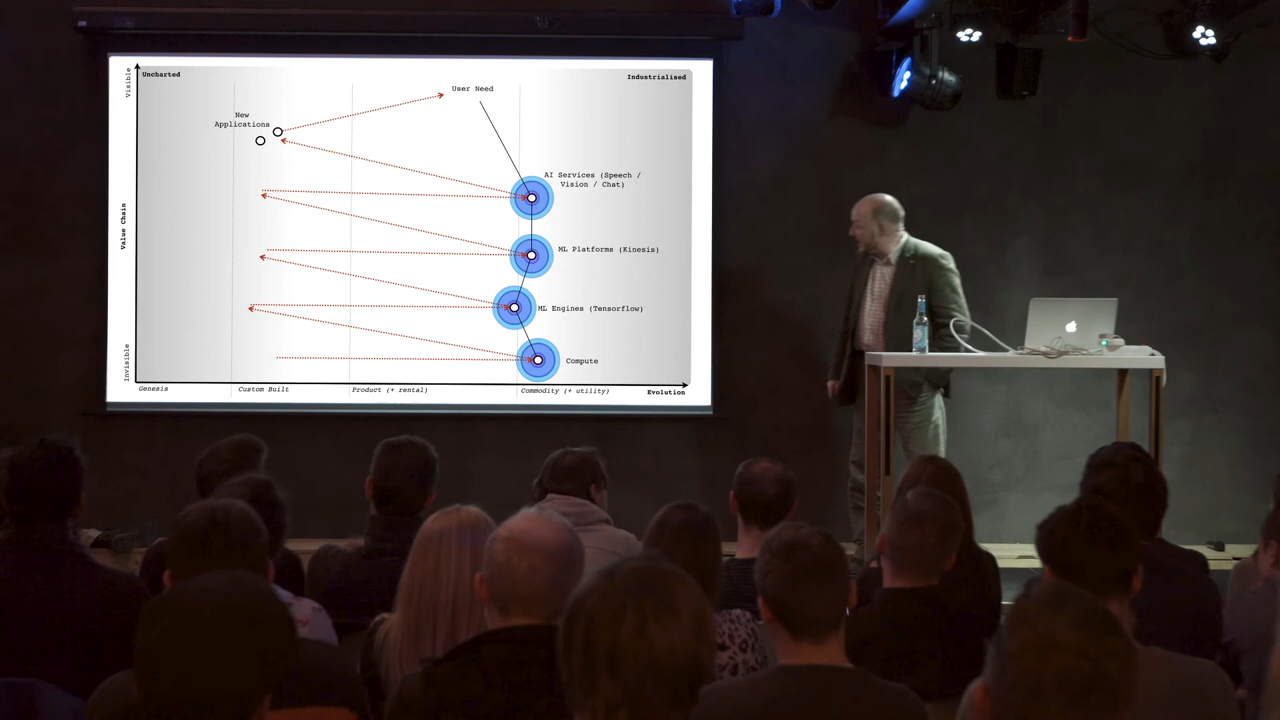 Uncharted
Industrialised
Visible
User Need
New
Applications
AI Services (Speech /
Vision / Chat)
Value Chain
ML Platforms (Kinesis)
ML Engines (Tensorflow)
Compute
Invisible
Genesis
Custom Built
Product (+ rental)
Commodity (+ utility)
Evolution